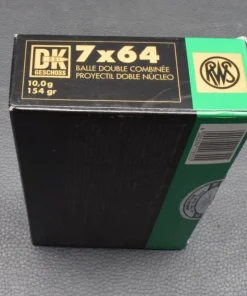 DK
GESCHOSS
10,0g
154 gr
7x64
BALLE DOUBLE COMBINÉE
PROYECTIL DOBLE NÚCLEO
RWS